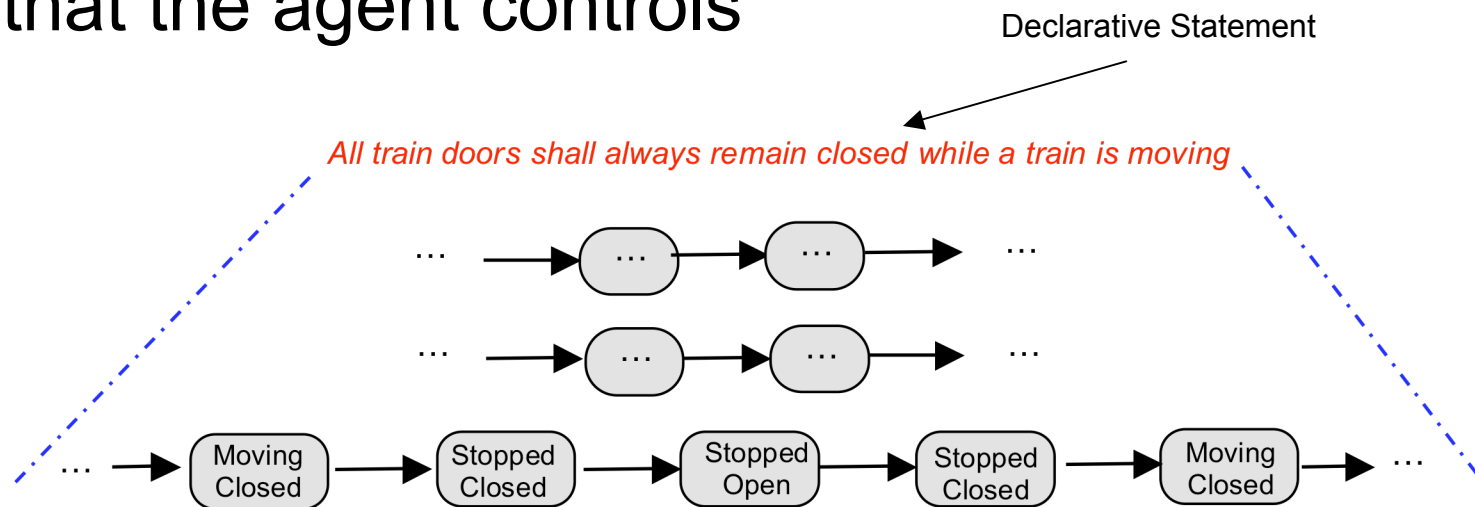 that the agent controls
Declarative Statement
All train doors shall always remain closed while a train is moving
... ... ... ...
... ... ... ...
... Moving Closed Stopped Closed Stopped Open Stopped Closed Moving Closed ...